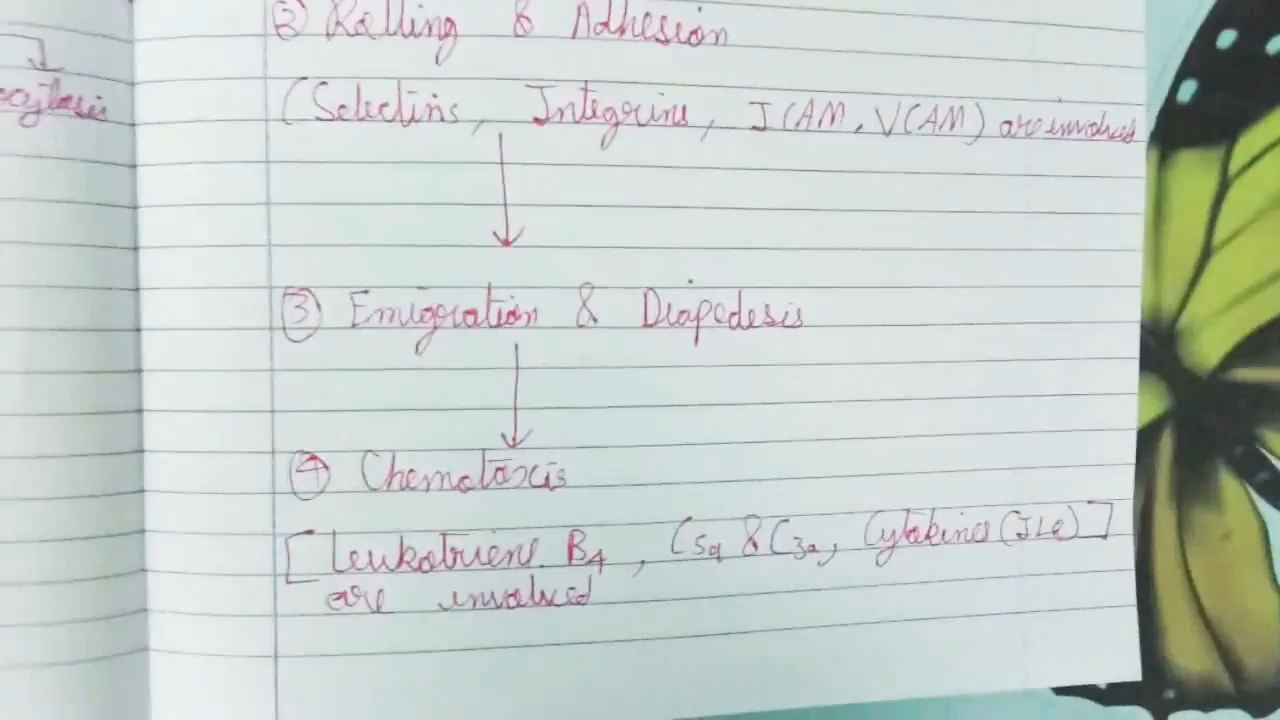 ② Rolling & Adhesion
(Selectins, Integrins, ICAM, VCAM) are involved
③ Emigration & Diapedesis
④ Chemotaxis
[Leukotriens B4, C5a & C3a, Cytokines (IL8)]
are involved